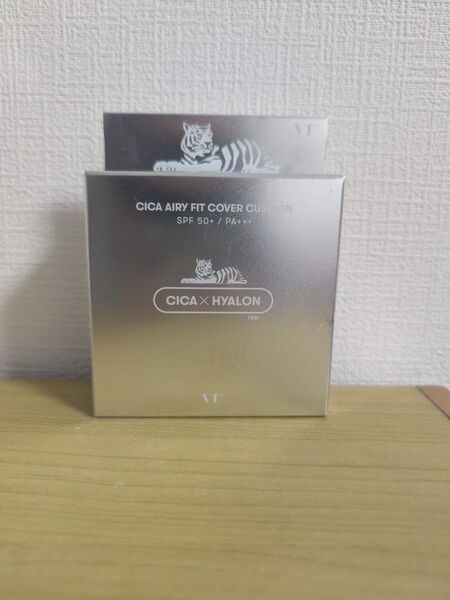 VT
CICA AIRY FIT COVER CUSHION
SPF 50+ / PA+++
CICA × HYALON
VT